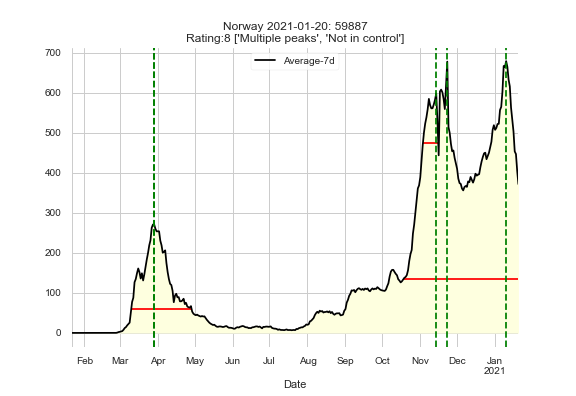 Norway 2021-01-20: 59887
Rating:8 ['Multiple peaks', 'Not in control']
Average-7d
700
600
500
400
300
200
100
0
Feb Mar Apr May Jun Jul Aug Sep Oct Nov Dec Jan
2021
Date